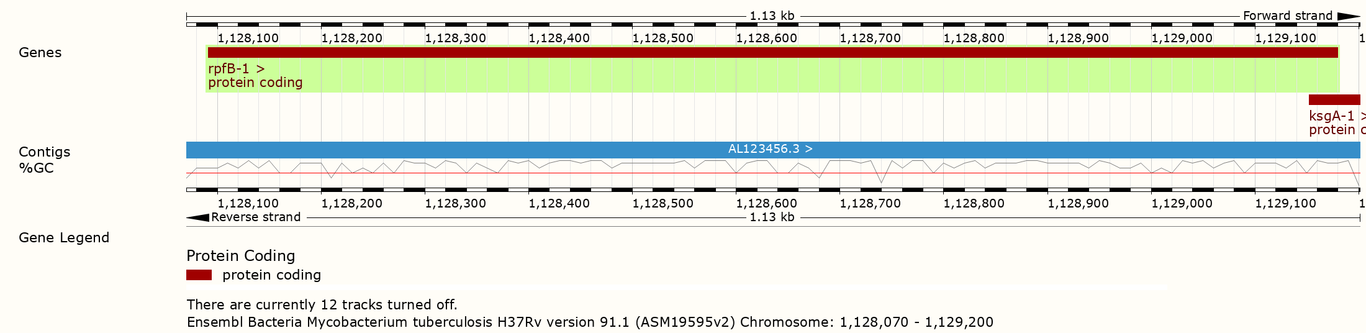 1.13 kb Forward strand
1,128,100 1,128,200 1,128,300 1,128,400 1,128,500 1,128,600 1,128,700 1,128,800 1,128,900 1,129,000 1,129,100 1
Genes
rpfB-1 >
protein coding
ksgA-1 >
protein c
Contigs AL123456.3 >
%GC
1,128,100 1,128,200 1,128,300 1,128,400 1,128,500 1,128,600 1,128,700 1,128,800 1,128,900 1,129,000 1,129,100 1
Reverse strand 1.13 kb
Gene Legend
Protein Coding
protein coding
There are currently 12 tracks turned off.
Ensembl Bacteria Mycobacterium tuberculosis H37Rv version 91.1 (ASM19595v2) Chromosome: 1,128,070 - 1,129,200